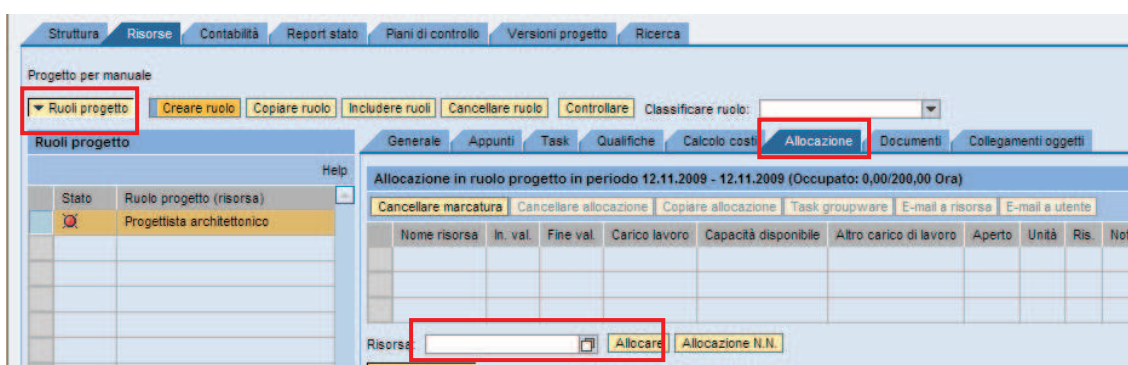 Struttura Risorse Contabilità Report stato Piani di controllo Versioni progetto Ricerca
Progetto per manuale
Ruoli progetto Creare ruolo Copiare ruolo Includere ruoli Cancellare ruolo Controllare Classificare ruolo:
Ruoli progetto
Generale Appunti Task Qualifiche Calcolo costi Allocazione Documenti Collegamenti oggetti
Help
Allocazione in ruolo progetto in periodo 12.11.2009 - 12.11.2009 (Occupato: 0,00/200,00 Ora)
Stato Ruolo progetto (risorsa)
Cancellare marcatura Cancellare allocazione Copiare allocazione Task groupware E-mail a risorsa E-mail a utente
Progettista architettonico
Nome risorsa In. val. Fine val. Carico lavoro Capacità disponibile Altro carico di lavoro Aperto Unità Ris. Not
Risorsa: Allocare Allocazione N.N.